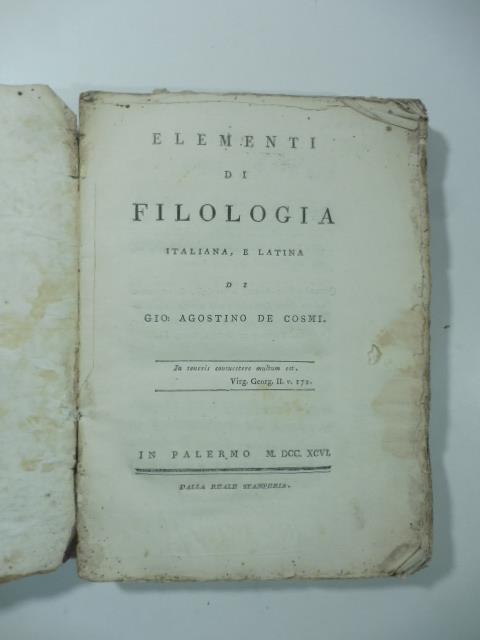 ELEMENTI
DI
FILOLOGIA
ITALIANA, E LATINA
DI
GIO: AGOSTINO DE COSMI.
In teneris consuescere multum est.
Virg. Georg. II. v. 272.
IN PALERMO M. DCC. XCVI.
DALLA REALE STAMPERIA.